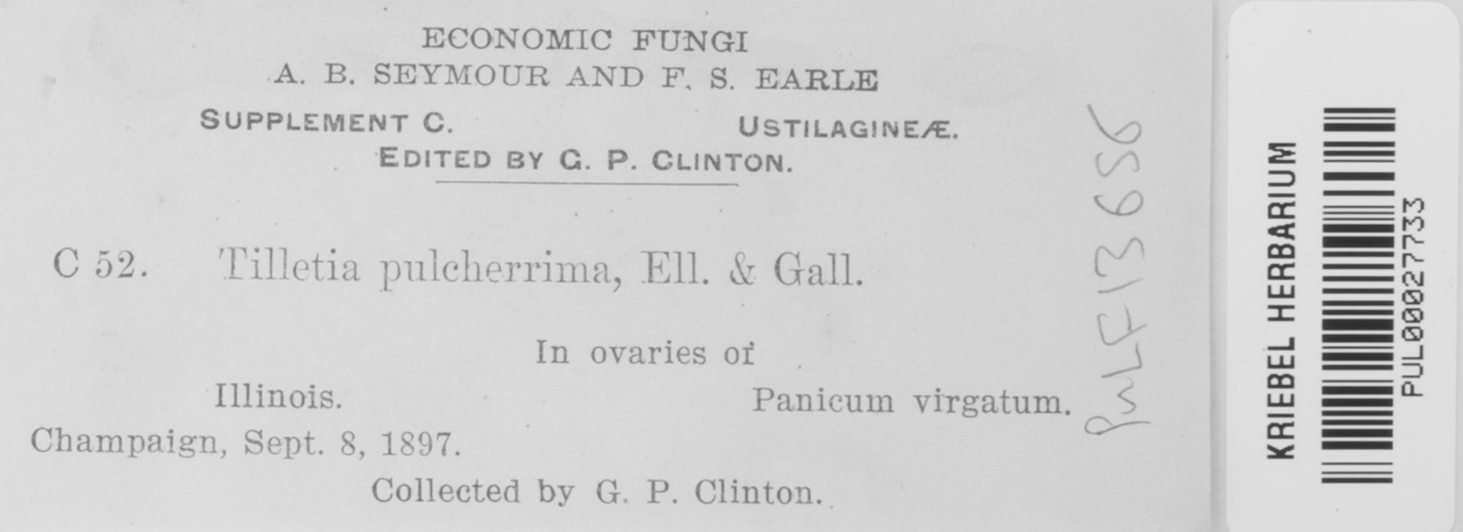 ECONOMIC FUNGI
A. B. SEYMOUR AND F. S. EARLE
SUPPLEMENT C. USTILAGINEÆ.
EDITED BY G. P. CLINTON.
C 52. Tilletia pulcherrima, Ell. & Gall.
In ovaries of
Illinois. Panicum virgatum.
Champaign, Sept. 8, 1897.
Collected by G. P. Clinton.
PULF13656
KRIEBEL HERBARIUM
PUL00027733